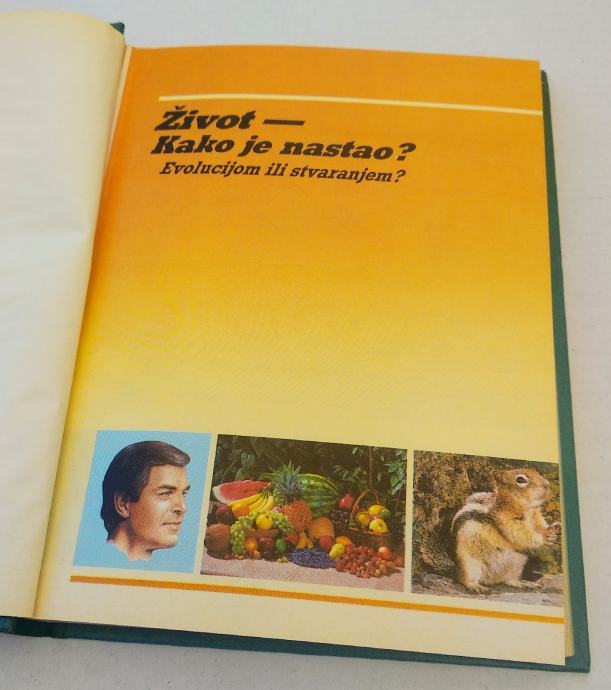 Život —
Kako je nastao?
Evolucijom ili stvaranjem?